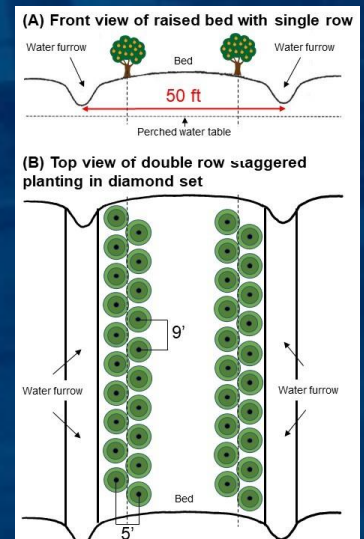 (A) Front view of raised bed with single row
Water furrow
Bed
Water furrow
50 ft
Perched water table
(B) Top view of double row staggered
planting in diamond set
9'
Water furrow
Water furrow
Bed
5'